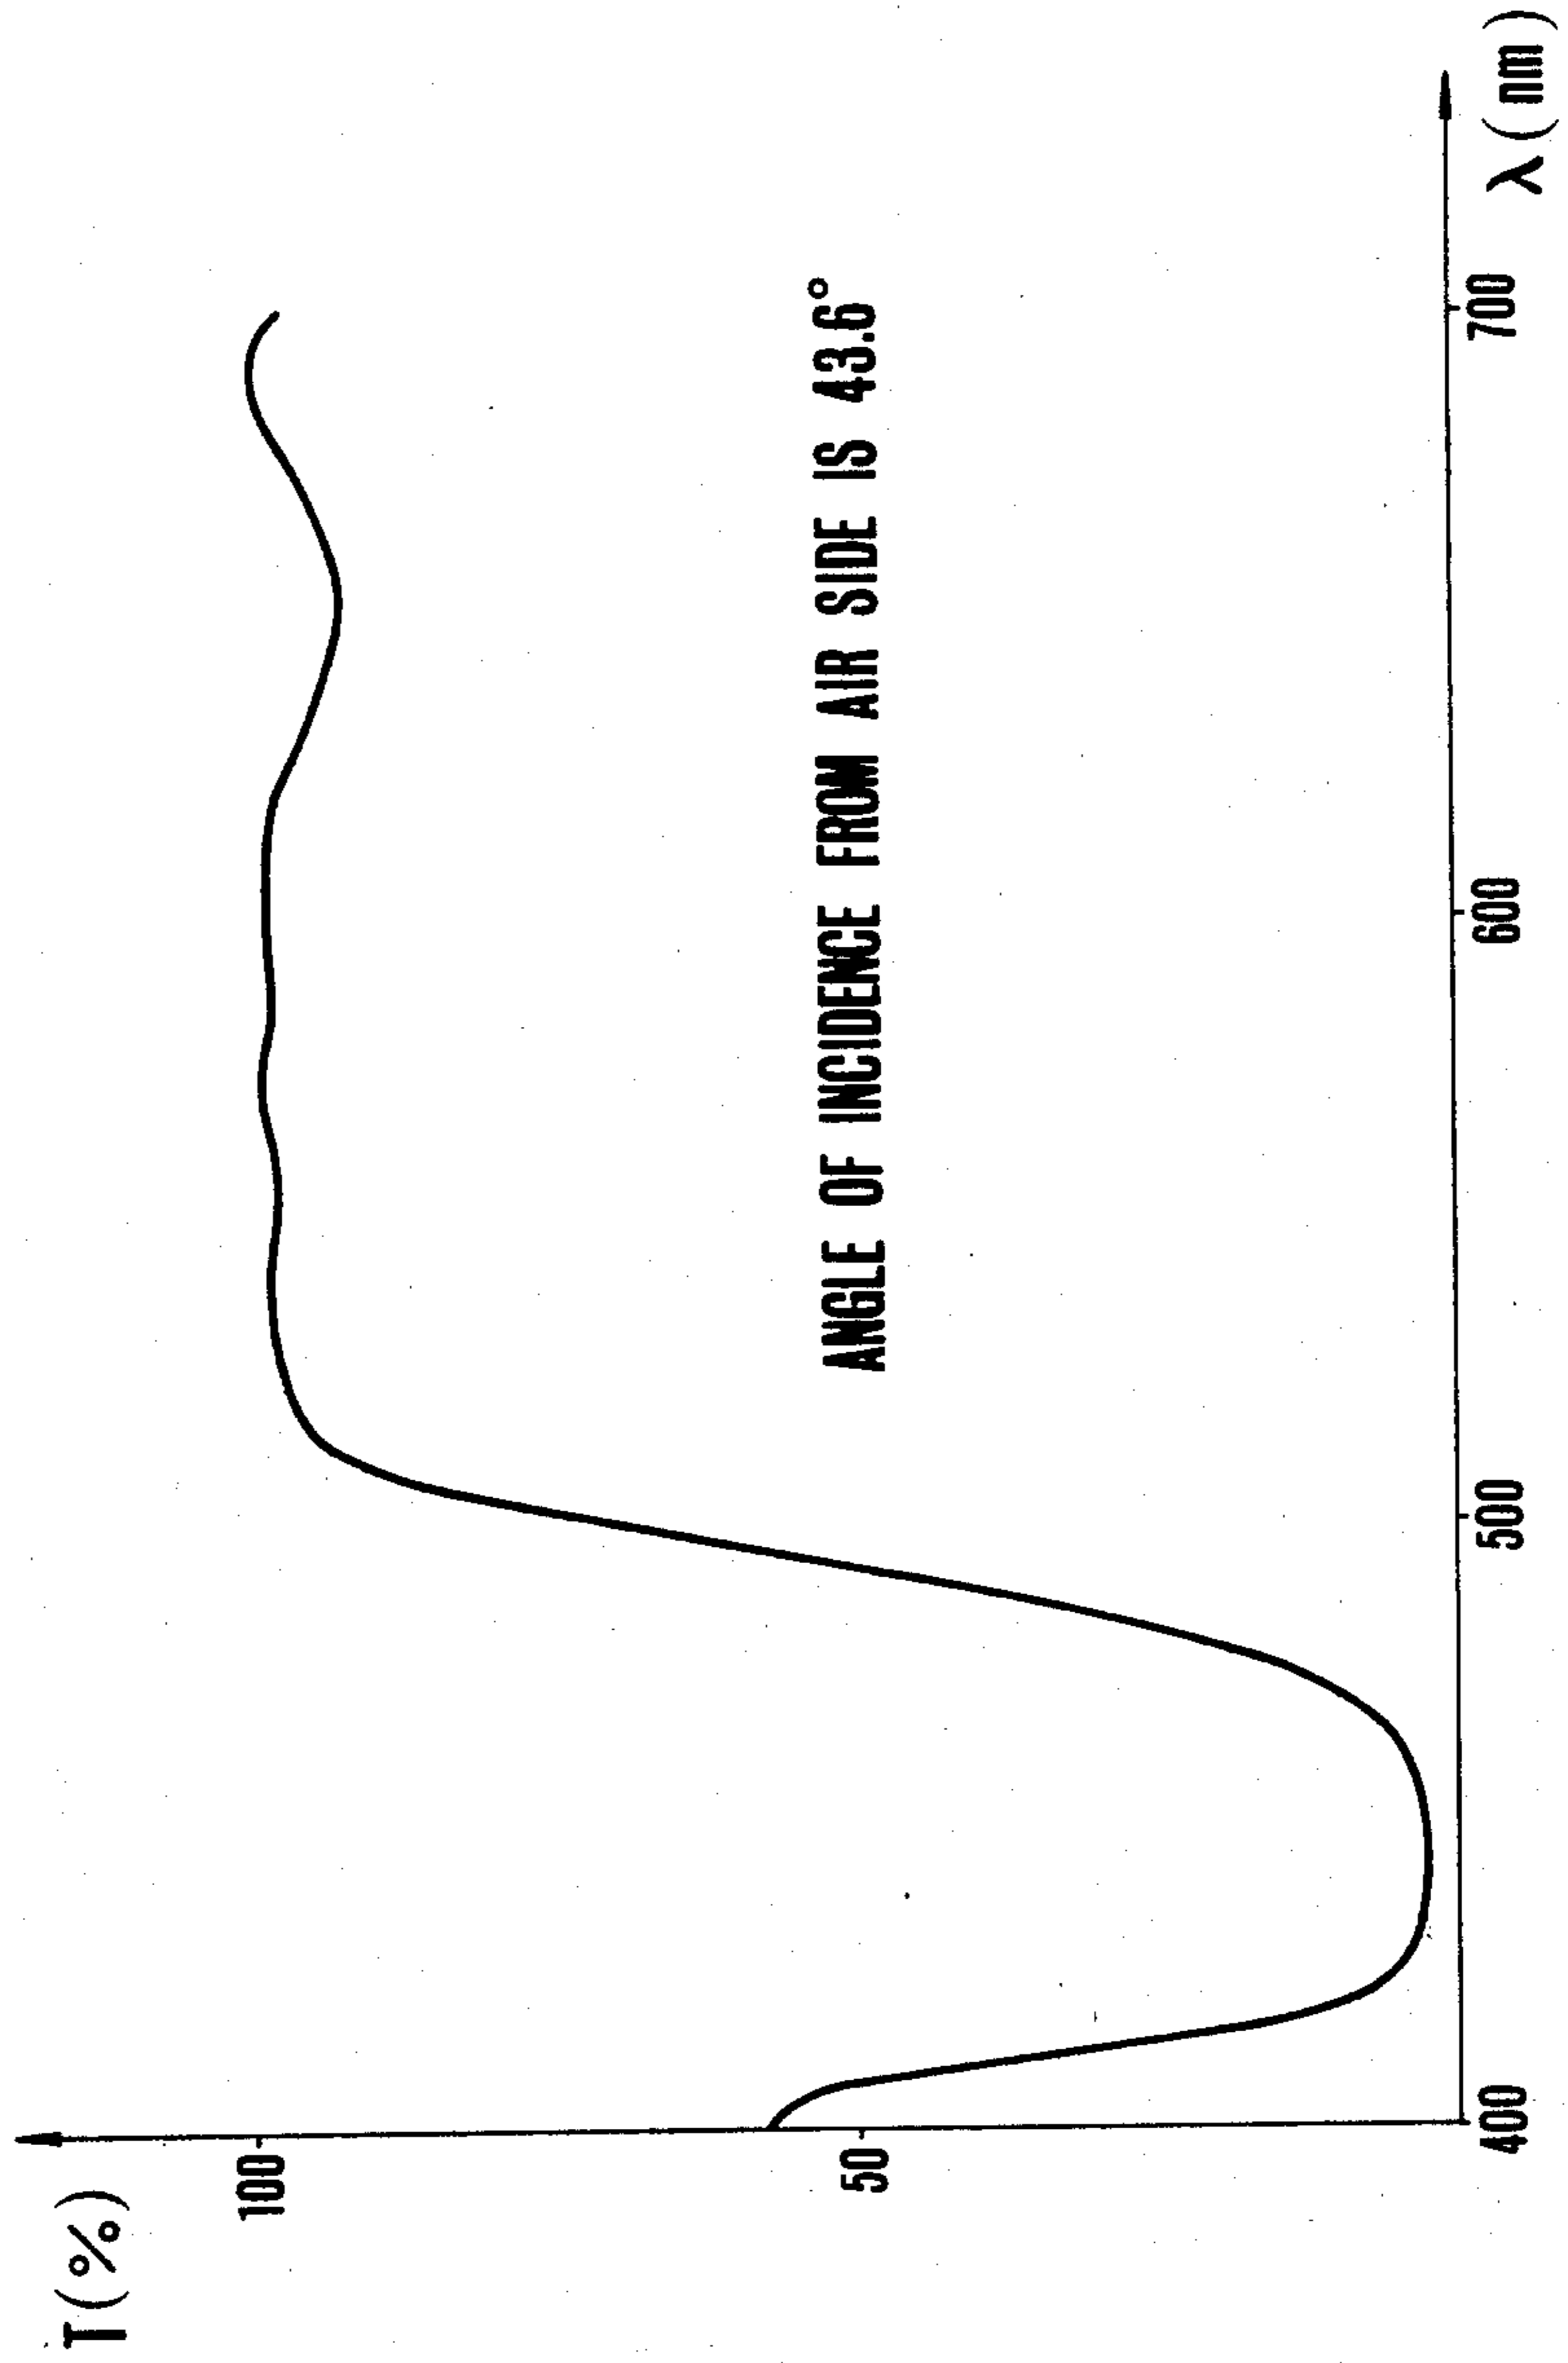 T(%)
100
50
ANGLE OF INCIDENCE FROM AIR SIDE IS 43.6°
400
500
600
700
λ(nm)